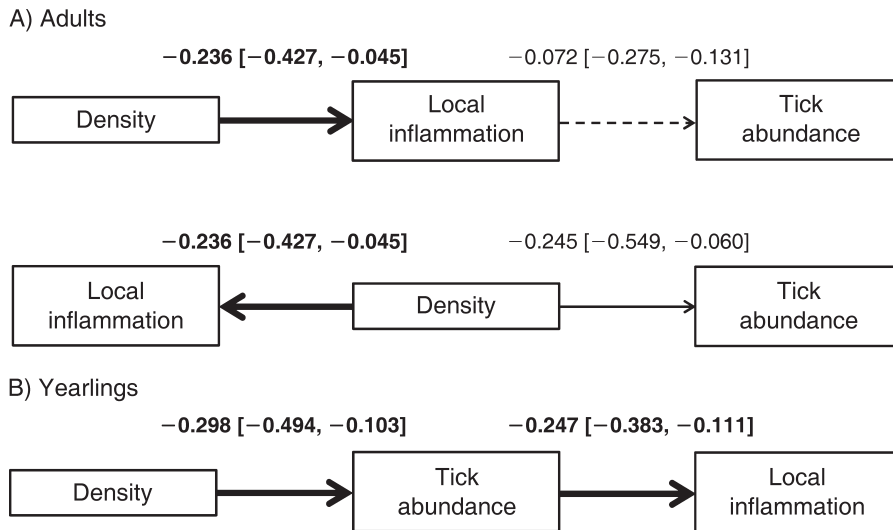 A) Adults
−0.236 [−0.427, −0.045] −0.072 [−0.275, −0.131]
Density
Local
inflammation
Tick
abundance
−0.236 [−0.427, −0.045] −0.245 [−0.549, −0.060]
Local
inflammation
Density
Tick
abundance
B) Yearlings
−0.298 [−0.494, −0.103] −0.247 [−0.383, −0.111]
Density
Tick
abundance
Local
inflammation